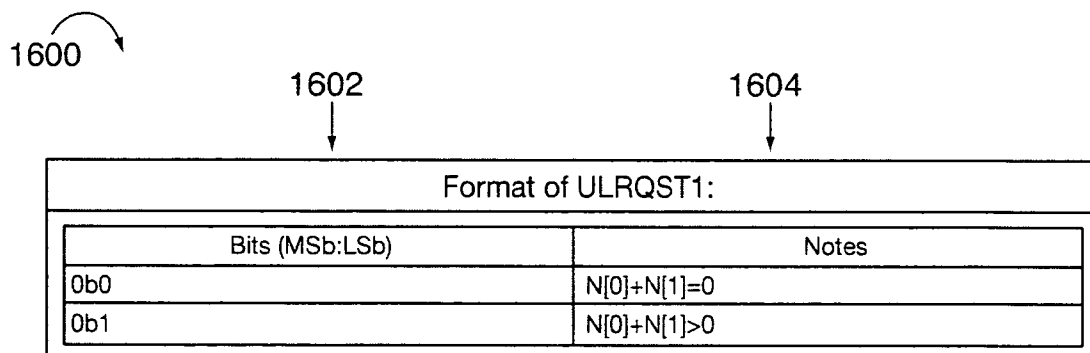 1600
1602 1604
Format of ULRQST1:
Bits (MSb:LSb) Notes
0b0 N[0]+N[1]=0
0b1 N[0]+N[1]>0